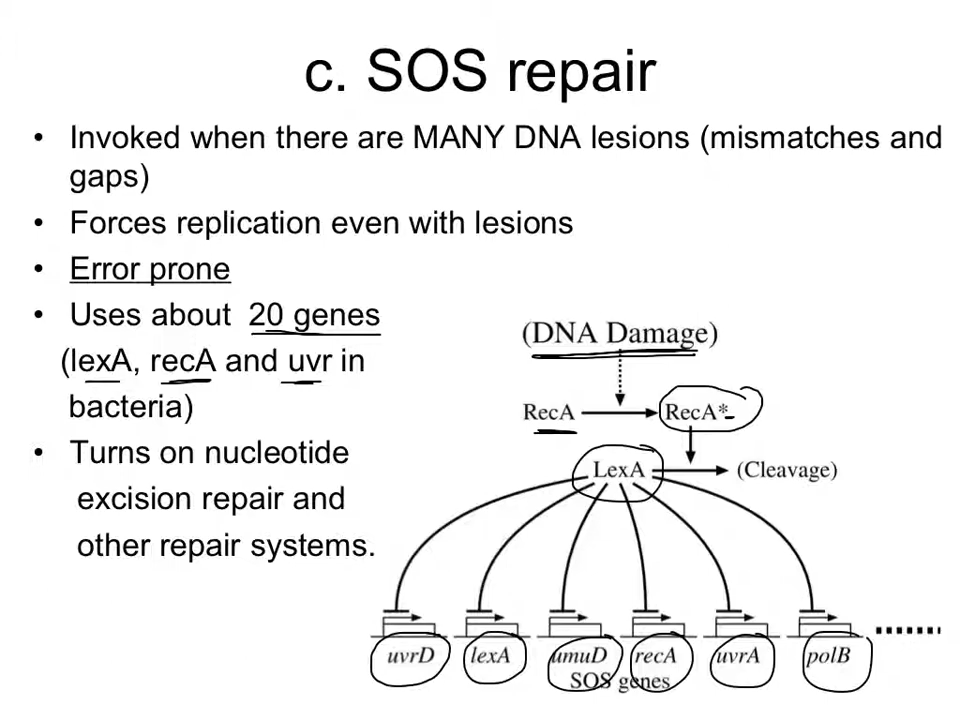 c. SOS repair
• Invoked when there are MANY DNA lesions (mismatches and
gaps)
• Forces replication even with lesions
• Error prone
• Uses about 20 genes
(lexA, recA and uvr in
bacteria)
• Turns on nucleotide
excision repair and
other repair systems.
(DNA Damage)
RecA RecA*
LexA (Cleavage)
uvrD lexA umuD recA uvrA polB
SOS genes